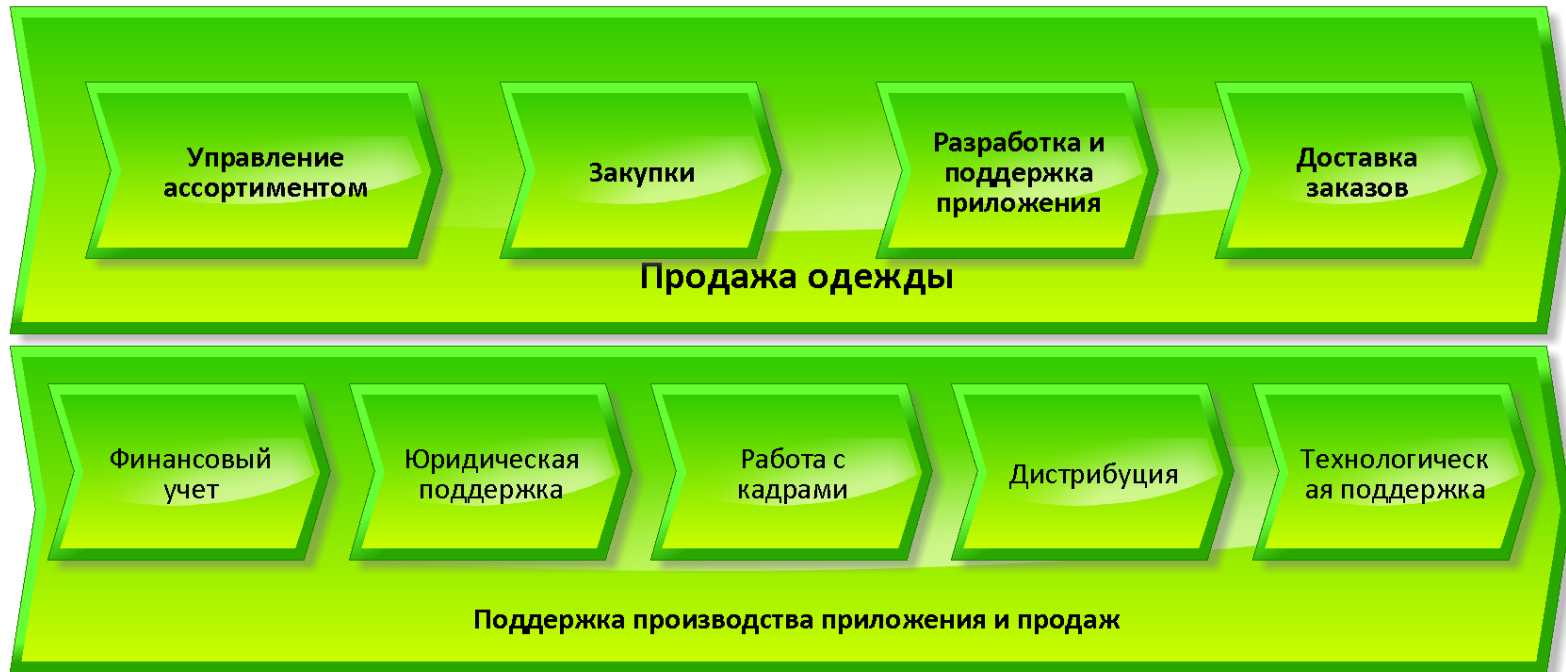 Управление
ассортиментом
Закупки
Разработка и
поддержка
приложения
Доставка
заказов
Продажа одежды
Финансовый
учет
Юридическая
поддержка
Работа с
кадрами
Дистрибуция
Технологическ
ая поддержка
Поддержка производства приложения и продаж